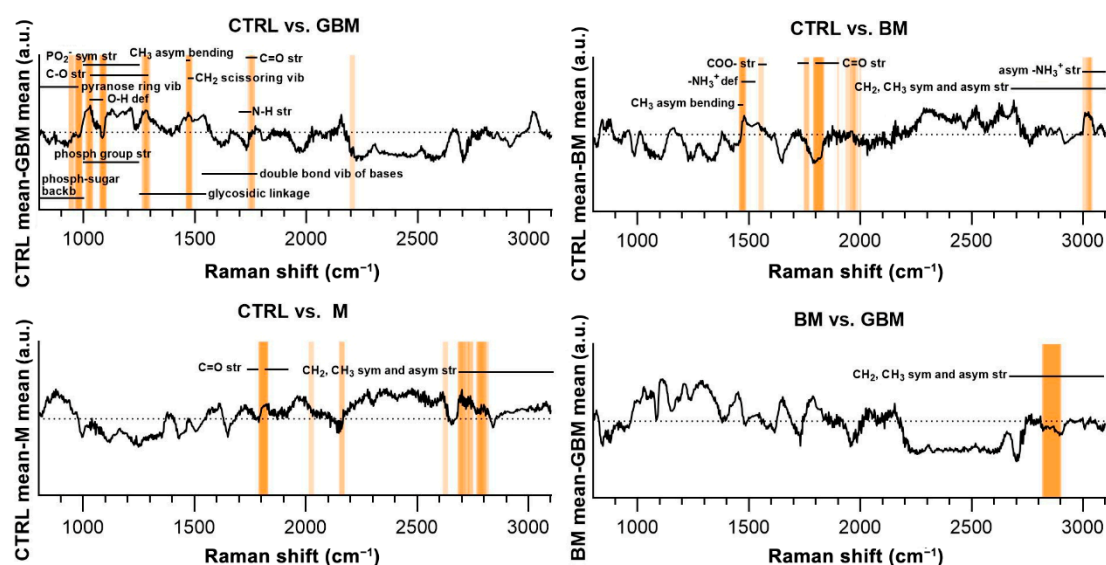 CTRL vs. GBM
CTRL mean-GBM mean (a.u.)
PO₂⁻ sym str
CH₃ asym bending
C=O str
C-O str
CH₂ scissoring vib
pyranose ring vib
O-H def
N-H str
phosph group str
double bond vib of bases
phosph-sugar
backb
glycosidic linkage
1000 1500 2000 2500 3000
Raman shift (cm⁻¹)
CTRL vs. BM
CTRL mean-BM mean (a.u.)
COO- str
C=O str
asym -NH₃⁺ str
-NH₃⁺ def
CH₂, CH₃ sym and asym str
CH₃ asym bending
1000 1500 2000 2500 3000
Raman shift (cm⁻¹)
CTRL vs. M
CTRL mean-M mean (a.u.)
C=O str
CH₂, CH₃ sym and asym str
1000 1500 2000 2500 3000
Raman shift (cm⁻¹)
BM vs. GBM
BM mean-GBM mean (a.u.)
CH₂, CH₃ sym and asym str
1000 1500 2000 2500 3000
Raman shift (cm⁻¹)